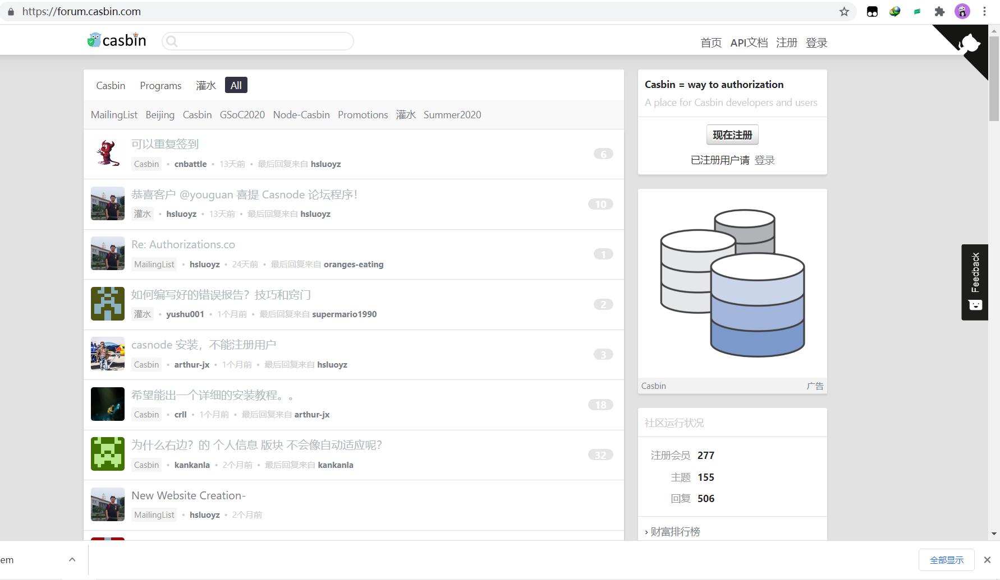 https://forum.casbin.com
casbin
首页 API文档 注册 登录
Casbin Programs 灌水 All
MailingList Beijing Casbin GSoC2020 Node-Casbin Promotions 灌水 Summer2020
可以重复签到
Casbin • cnbattle • 13天前 • 最后回复来自 hsluoyz
6
恭喜客户 @youguan 喜提 Casnode 论坛程序！
灌水 • hsluoyz • 13天前 • 最后回复来自 hsluoyz
10
Re: Authorizations.co
MailingList • hsluoyz • 24天前 • 最后回复来自 oranges-eating
1
如何编写好的错误报告？技巧和窍门
灌水 • yushu001 • 1个月前 • 最后回复来自 supermario1990
2
casnode 安装，不能注册用户
Casbin • arthur-jx • 1个月前 • 最后回复来自 hsluoyz
3
希望能出一个详细的安装教程。。
Casbin • crll • 1个月前 • 最后回复来自 arthur-jx
18
为什么右边？的 个人信息 版块 不会像自动适应呢？
Casbin • kankanla • 2个月前 • 最后回复来自 kankanla
32
New Website Creation-
MailingList • hsluoyz • 2个月前
Casbin = way to authorization
A place for Casbin developers and users
现在注册
已注册用户请 登录
Casbin 广告
社区运行状况
注册会员 277
主题 155
回复 506
› 财富排行榜
Feedback
em
全部显示